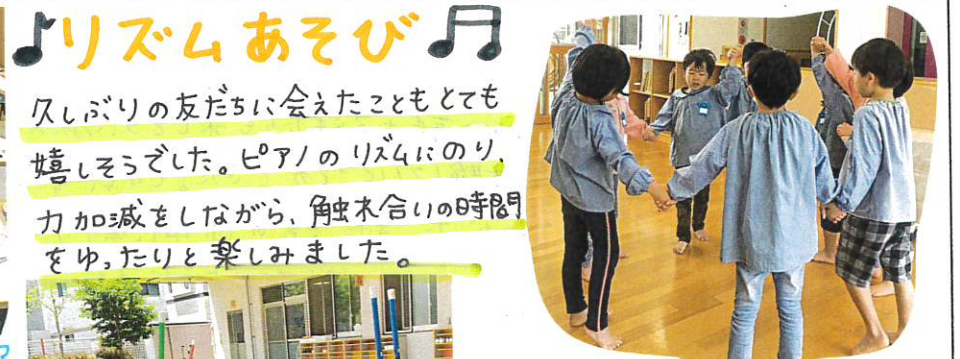 ♪リズムあそび♫
久しぶりの友だちに会えたこともとても
嬉しそうでした。ピアノのリズムにのり、
力加減をしながら、触れ合いの時間
をゆったりと楽しみました。